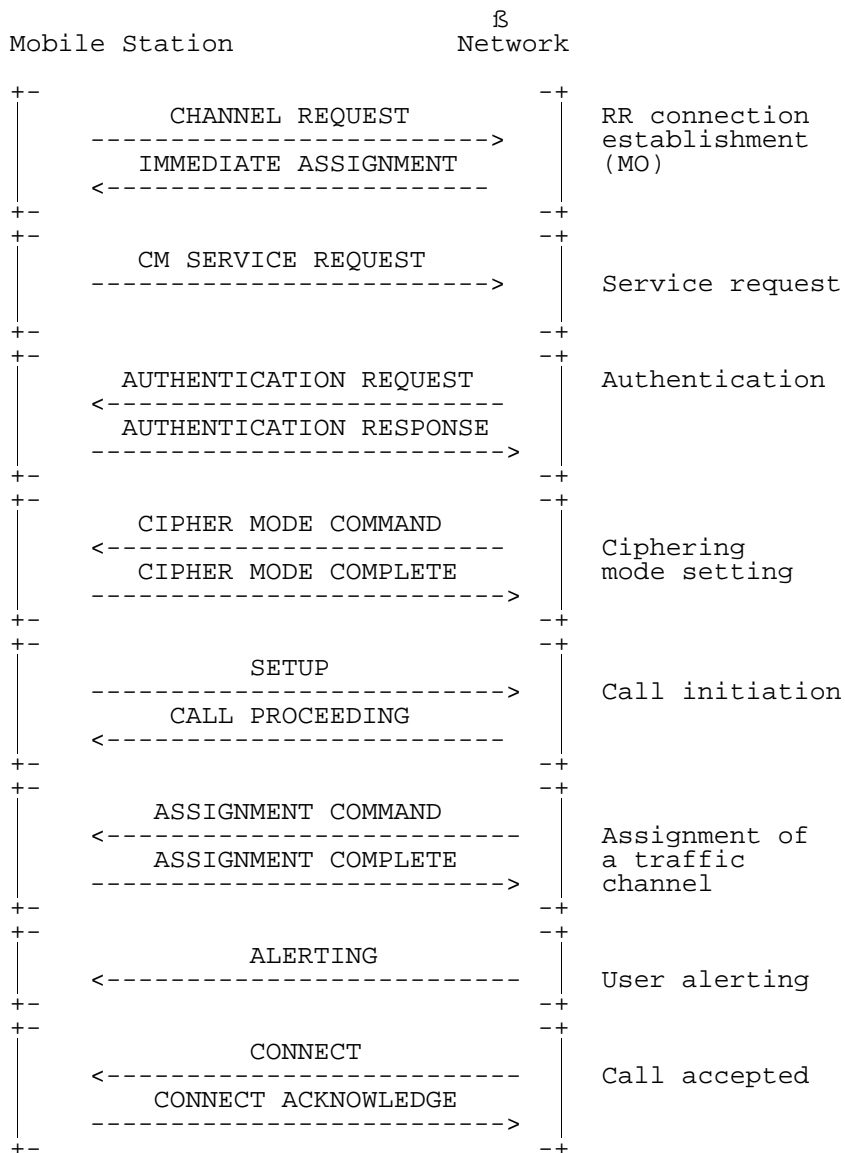 ß
Mobile Station Network
CHANNEL REQUEST RR connection
establishment
IMMEDIATE ASSIGNMENT (MO)
CM SERVICE REQUEST
Service request
AUTHENTICATION REQUEST Authentication
AUTHENTICATION RESPONSE
CIPHER MODE COMMAND
Ciphering
CIPHER MODE COMPLETE mode setting
SETUP
Call initiation
CALL PROCEEDING
ASSIGNMENT COMMAND
Assignment of
ASSIGNMENT COMPLETE a traffic
channel
ALERTING
User alerting
CONNECT
Call accepted
CONNECT ACKNOWLEDGE